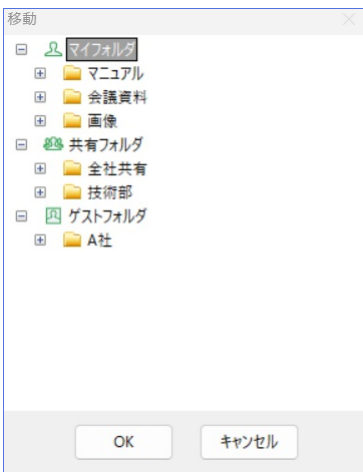 移動
マイフォルダ
マニュアル
会議資料
画像
共有フォルダ
全社共有
技術部
ゲストフォルダ
A社
OK キャンセル